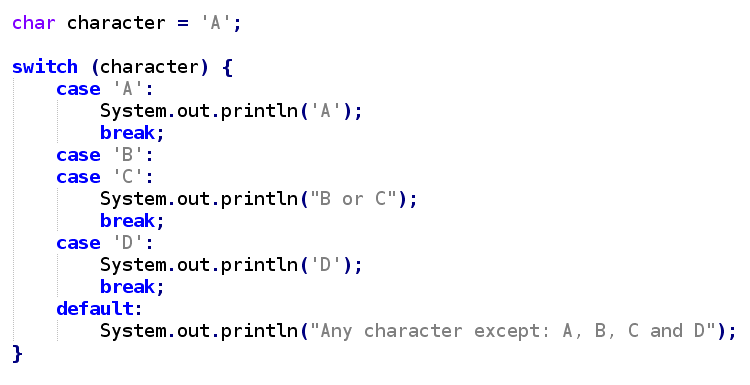 char character = 'A';

switch (character) {
    case 'A':
        System.out.println('A');
        break;
    case 'B':
    case 'C':
        System.out.println("B or C");
        break;
    case 'D':
        System.out.println('D');
        break;
    default:
        System.out.println("Any character except: A, B, C and D");
}